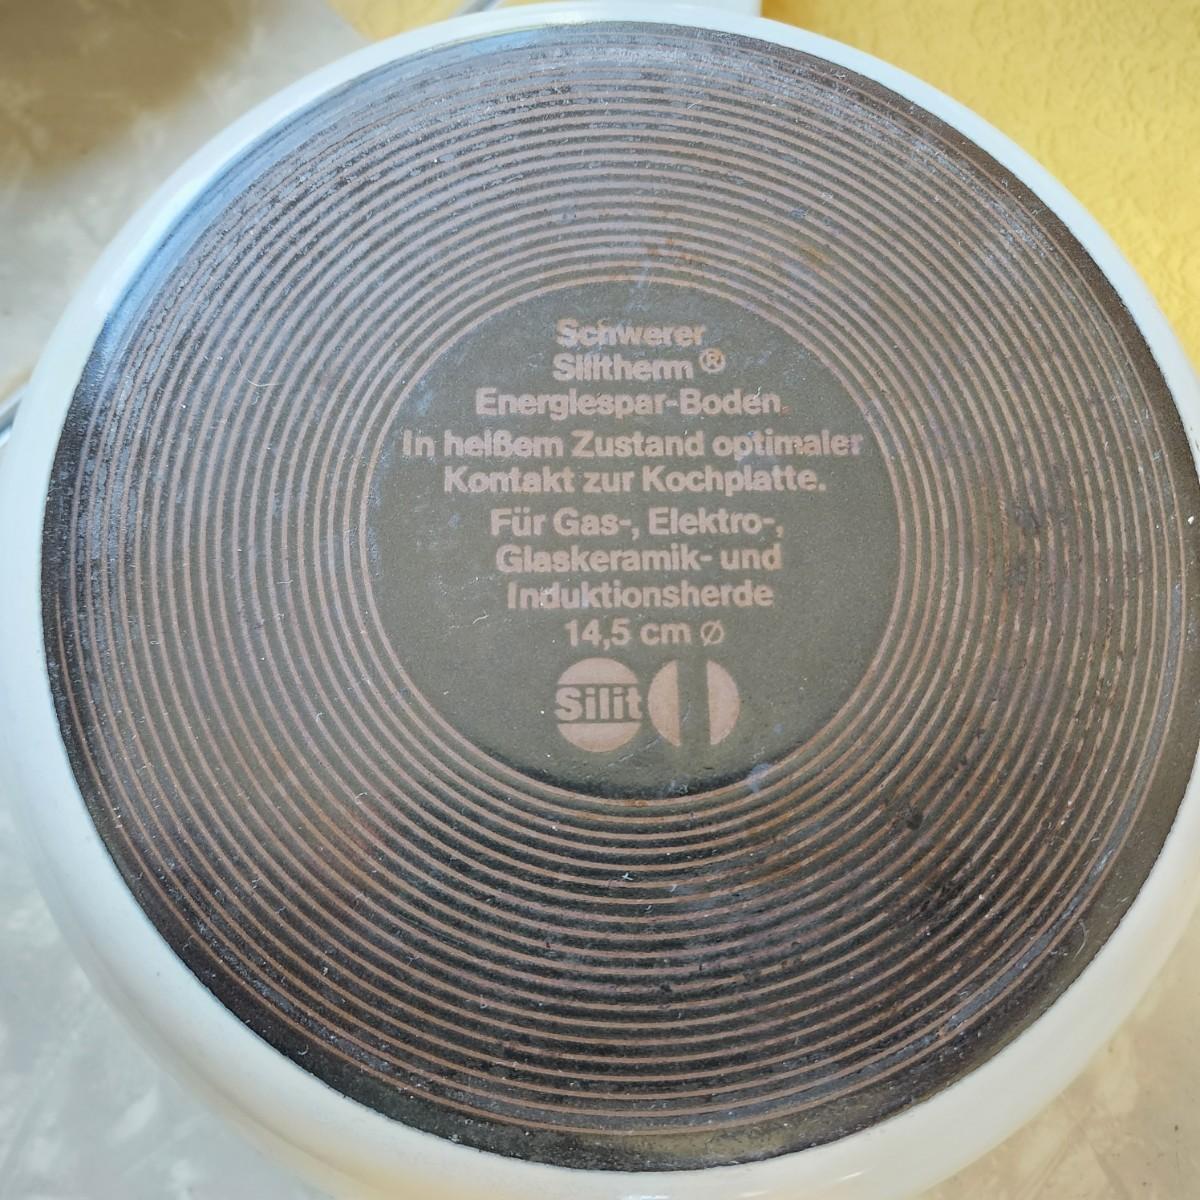 Schwerer
Silitherm®
Energiespar-Boden.
In heißem Zustand optimaler
Kontakt zur Kochplatte.
Für Gas-, Elektro-,
Glaskeramik- und
Induktionsherde
14,5 cm ∅
Silit